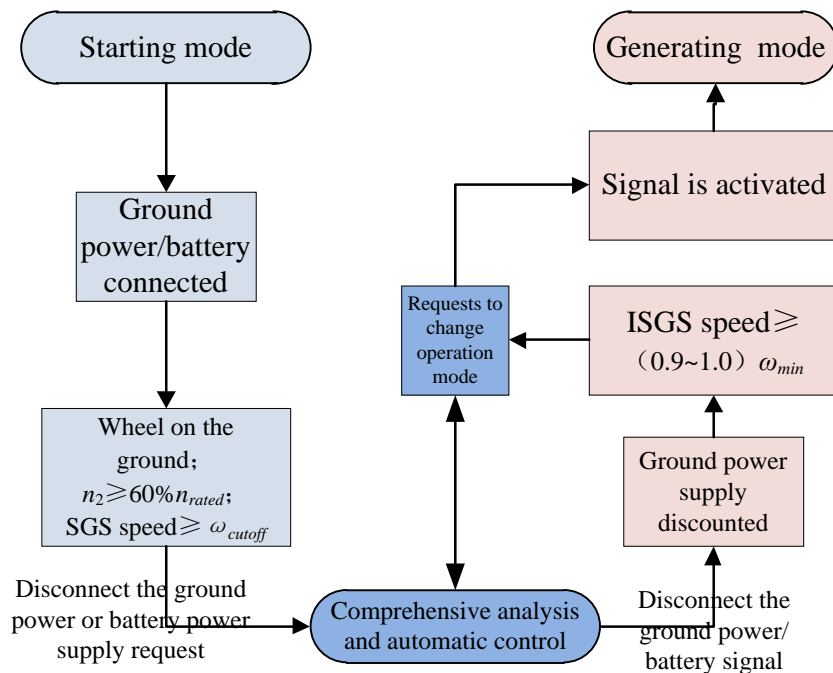 Starting mode
Ground
power/battery
connected
Wheel on the
ground；
n2≥60%nrated；
SGS speed≥ ωcutoff
Disconnect the ground
power or battery power
supply request
Comprehensive analysis
and automatic control
Requests to
change
operation
mode
Generating mode
Signal is activated
ISGS speed≥
（0.9~1.0）ωmin
Ground power
supply
discounted
Disconnect the
ground power/
battery signal